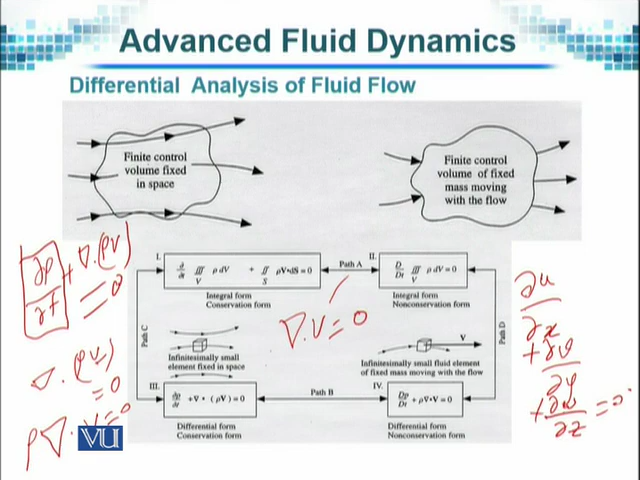 Advanced Fluid Dynamics
Differential Analysis of Fluid Flow
Finite control
volume fixed
in space
Finite control
volume of fixed
mass moving
with the flow
∂ρ/∂t + ∇.(ρV) = 0
I.
∂/∂t ∭_V ρ dV + ∬_S ρV•dS = 0
Path A
II.
D/Dt ∭_V ρ dV = 0
Integral form
Conservation form
Integral form
Nonconservation form
Path C
Path D
∇.V = 0
∂u/∂x
+∂v/∂y
+∂w/∂z = 0
∇.(ρV)
= 0
ρ∇.V = 0
Infinitesimally small
element fixed in space
V
Infinitesimally small fluid element
of fixed mass moving with the flow
III.
∂ρ/∂t + ∇ • (ρV) = 0
Path B
IV.
Dρ/Dt + ρ∇•V = 0
Differential form
Conservation form
Differential form
Nonconservation form
VU